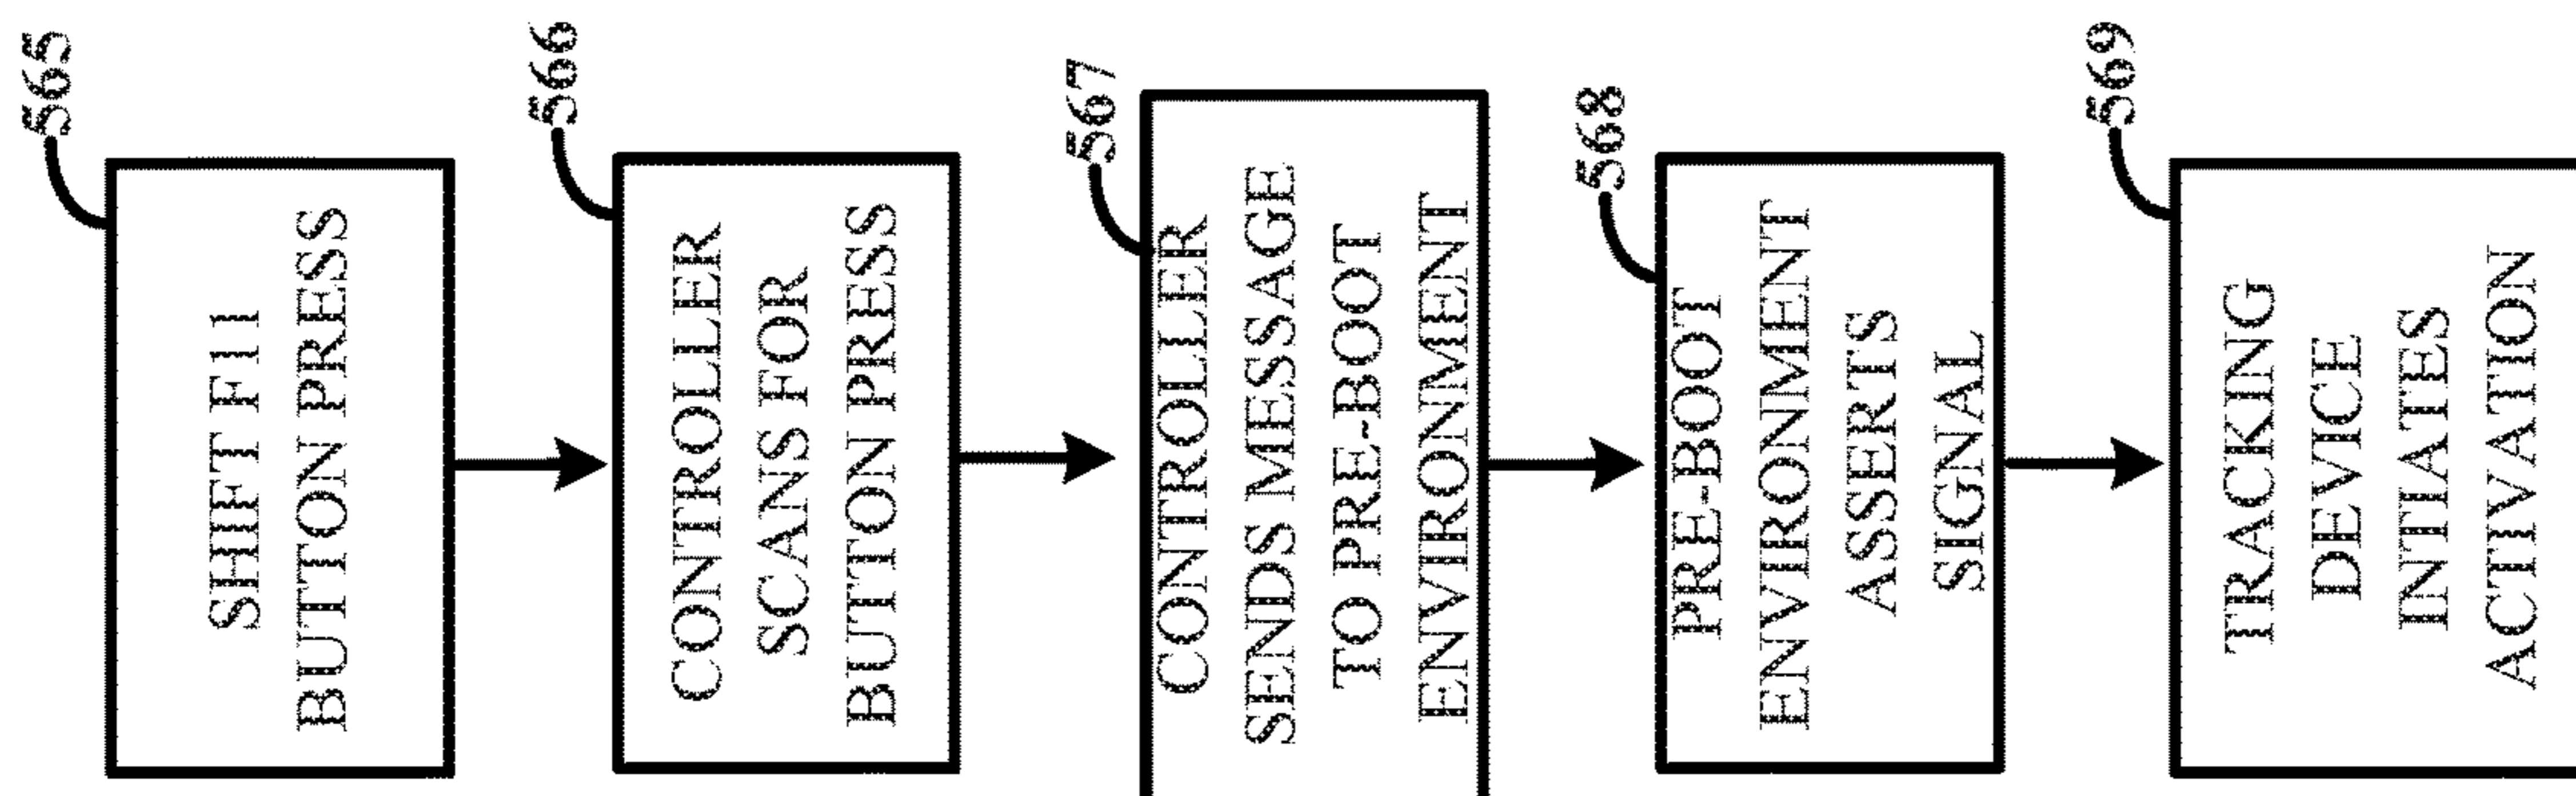 565
SHIFT F11
BUTTON PRESS
566
CONTROLLER
SCANS FOR
BUTTON PRESS
567
CONTROLLER
SENDS MESSAGE
TO PRE-BOOT
ENVIRONMENT
568
PRE-BOOT
ENVIRONMENT
ASSERTS
SIGNAL
569
TRACKING
DEVICE
INITIATES
ACTIVATION